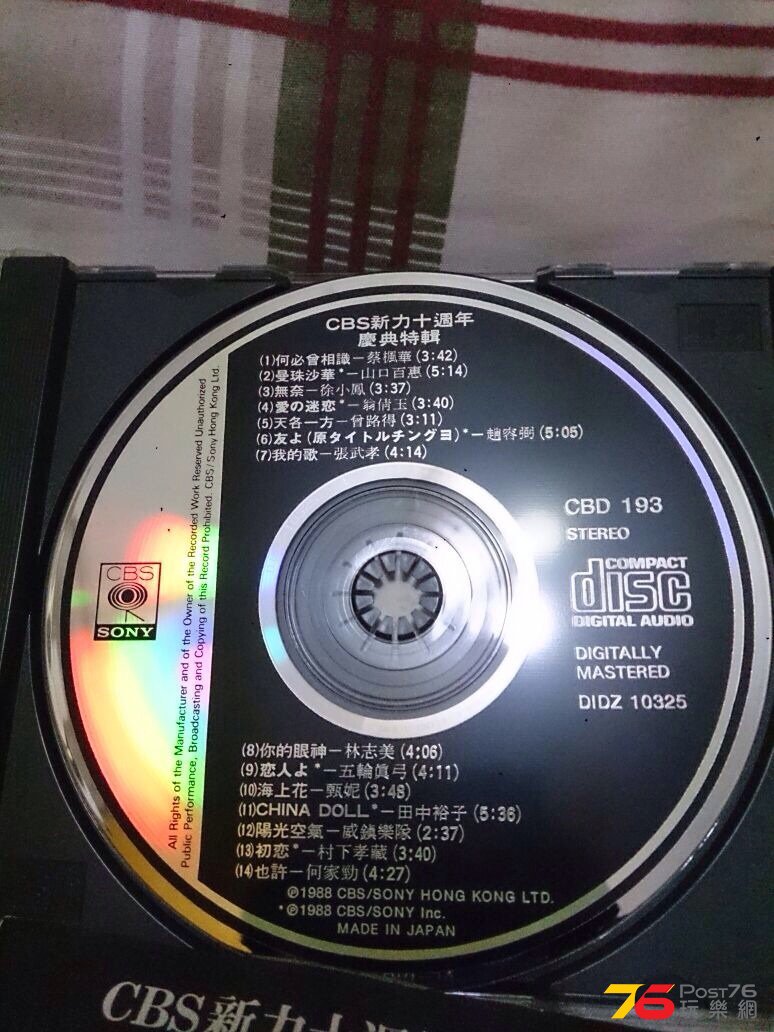 CBS新力十週年
慶典特輯
(1)何必曾相識－蔡楓華(3:42)
(2)曼珠沙華*－山口百惠(5:14)
(3)無奈－徐小鳳(3:37)
(4)愛の迷恋*－翁倩玉(3:40)
(5)天各一方－曾路得(3:11)
(6)友よ(原タイトルチングヨ)*－趙容弼(5:05)
(7)我的歌－張武孝(4:14)
CBD 193
STEREO
COMPACT
disc
DIGITAL AUDIO
DIGITALLY
MASTERED
DIDZ 10325
CBS
SONY
All Rights of the Manufacturer and of the Owner of the Recorded Work Reserved Unauthorized
Public Performance, Broadcasting and Copying of this Record Prohibited. CBS/Sony Hong Kong Ltd.
(8)你的眼神－林志美(4:06)
(9)恋人よ*－五輪眞弓(4:11)
(10)海上花－甄妮(3:48)
(11)CHINA DOLL*－田中裕子(5:36)
(12)陽光空氣－威鎮樂隊(2:37)
(13)初恋*－村下孝藏(3:40)
(14)也許－何家勁(4:27)
℗1988 CBS/SONY HONG KONG LTD.
*℗1988 CBS/SONY Inc.
MADE IN JAPAN
CBS新力十週
76 Post76
玩樂網